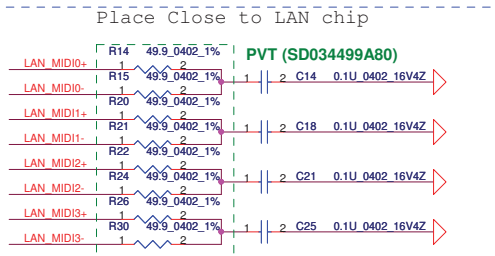 Place Close to LAN chip
R14 49.9_0402_1%
PVT (SD034499A80)
LAN_MIDI0+ 1 2
R15 49.9_0402_1%
1 2 C14 0.1U_0402_16V4Z
LAN_MIDI0- 1 2
R20 49.9_0402_1%
LAN_MIDI1+ 1 2
R21 49.9_0402_1%
1 2 C18 0.1U_0402_16V4Z
LAN_MIDI1- 1 2
R22 49.9_0402_1%
LAN_MIDI2+ 1 2
R24 49.9_0402_1%
1 2 C21 0.1U_0402_16V4Z
LAN_MIDI2- 1 2
R26 49.9_0402_1%
LAN_MIDI3+ 1 2
R30 49.9_0402_1%
1 2 C25 0.1U_0402_16V4Z
LAN_MIDI3- 1 2